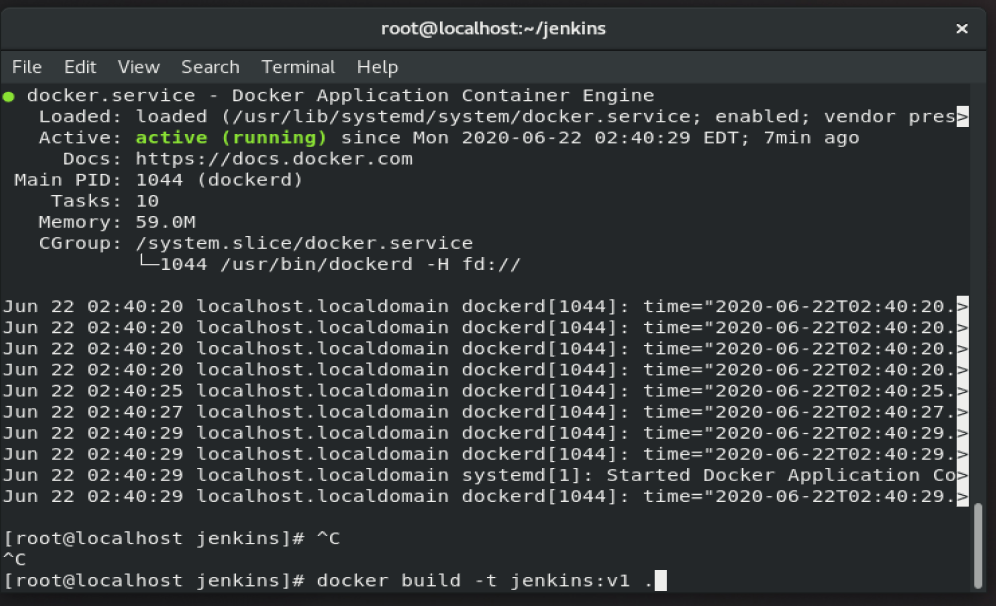 root@localhost:~/jenkins
×
File Edit View Search Terminal Help
● docker.service - Docker Application Container Engine
   Loaded: loaded (/usr/lib/systemd/system/docker.service; enabled; vendor pres>
   Active: active (running) since Mon 2020-06-22 02:40:29 EDT; 7min ago
     Docs: https://docs.docker.com
 Main PID: 1044 (dockerd)
    Tasks: 10
   Memory: 59.0M
   CGroup: /system.slice/docker.service
           └─1044 /usr/bin/dockerd -H fd://
Jun 22 02:40:20 localhost.localdomain dockerd[1044]: time="2020-06-22T02:40:20.>
Jun 22 02:40:20 localhost.localdomain dockerd[1044]: time="2020-06-22T02:40:20.>
Jun 22 02:40:20 localhost.localdomain dockerd[1044]: time="2020-06-22T02:40:20.>
Jun 22 02:40:20 localhost.localdomain dockerd[1044]: time="2020-06-22T02:40:20.>
Jun 22 02:40:25 localhost.localdomain dockerd[1044]: time="2020-06-22T02:40:25.>
Jun 22 02:40:27 localhost.localdomain dockerd[1044]: time="2020-06-22T02:40:27.>
Jun 22 02:40:29 localhost.localdomain dockerd[1044]: time="2020-06-22T02:40:29.>
Jun 22 02:40:29 localhost.localdomain dockerd[1044]: time="2020-06-22T02:40:29.>
Jun 22 02:40:29 localhost.localdomain systemd[1]: Started Docker Application Co>
Jun 22 02:40:29 localhost.localdomain dockerd[1044]: time="2020-06-22T02:40:29.>
[root@localhost jenkins]# ^C
^C
[root@localhost jenkins]# docker build -t jenkins:v1 .